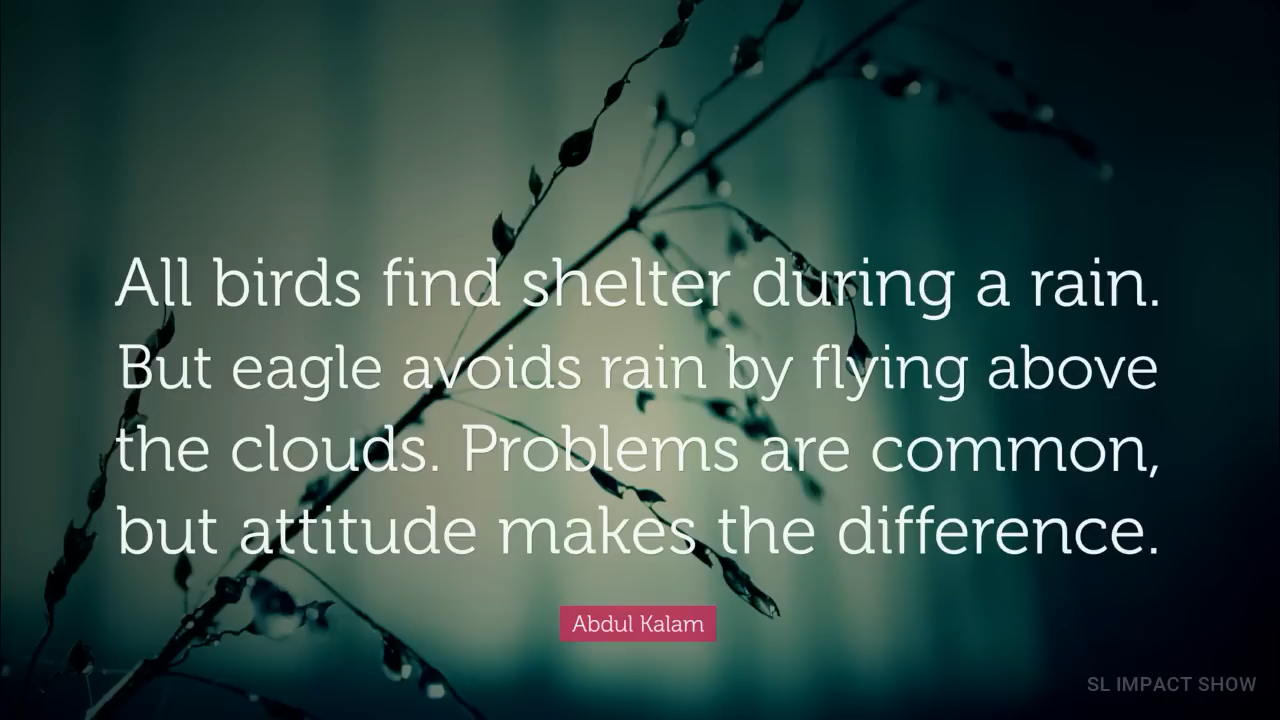 All birds find shelter during a rain.
But eagle avoids rain by flying above
the clouds. Problems are common,
but attitude makes the difference.
Abdul Kalam
SL IMPACT SHOW